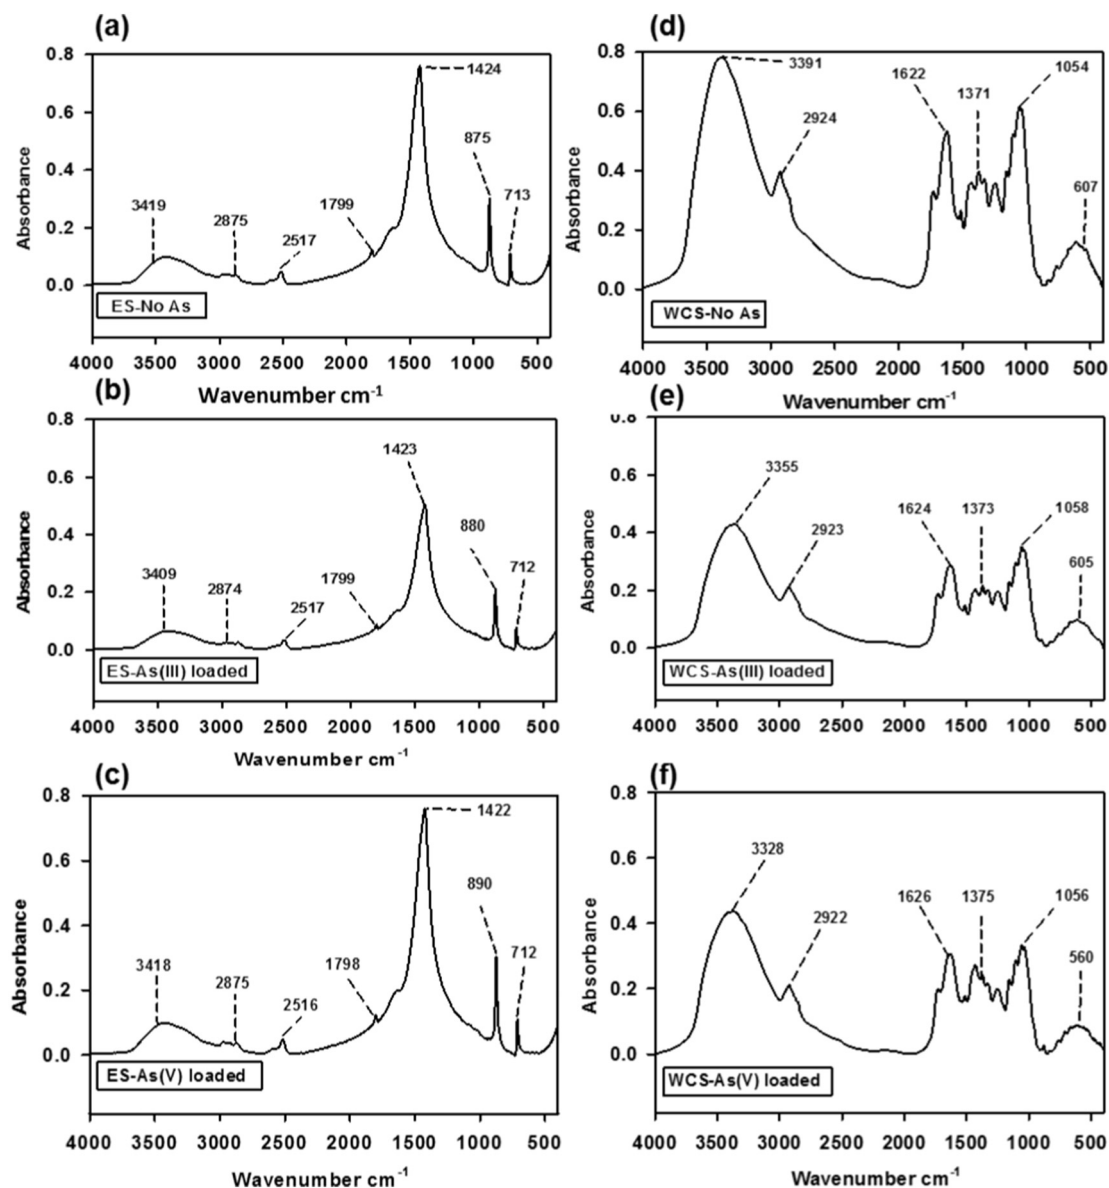 (a)
0.8
0.6
0.4
0.2
0.0
Absorbance
1424
875
713
3419
2875
2517
1799
ES-No As
4000 3500 3000 2500 2000 1500 1000 500
Wavenumber cm-1
(d)
0.8
0.6
0.4
0.2
0.0
Absorbance
3391
2924
1622
1371
1054
607
WCS-No As
4000 3500 3000 2500 2000 1500 1000 500
Wavenumber cm-1
(b)
0.8
0.6
0.4
0.2
0.0
Absorbance
1423
880
712
3409
2874
2517
1799
ES-As(III) loaded
4000 3500 3000 2500 2000 1500 1000 500
Wavenumber cm-1
(e)
0.8
0.6
0.4
0.2
0.0
Absorbance
3355
2923
1624
1373
1058
605
WCS-As(III) loaded
4000 3500 3000 2500 2000 1500 1000 500
Wavenumber cm-1
(c)
0.8
0.6
0.4
0.2
0.0
Absorbance
1422
890
712
3418
2875
2516
1798
ES-As(V) loaded
4000 3500 3000 2500 2000 1500 1000 500
Wavenumber cm-1
(f)
0.8
0.6
0.4
0.2
0.0
Absorbance
3328
2922
1626
1375
1056
560
WCS-As(V) loaded
4000 3500 3000 2500 2000 1500 1000 500
Wavenumber cm-1